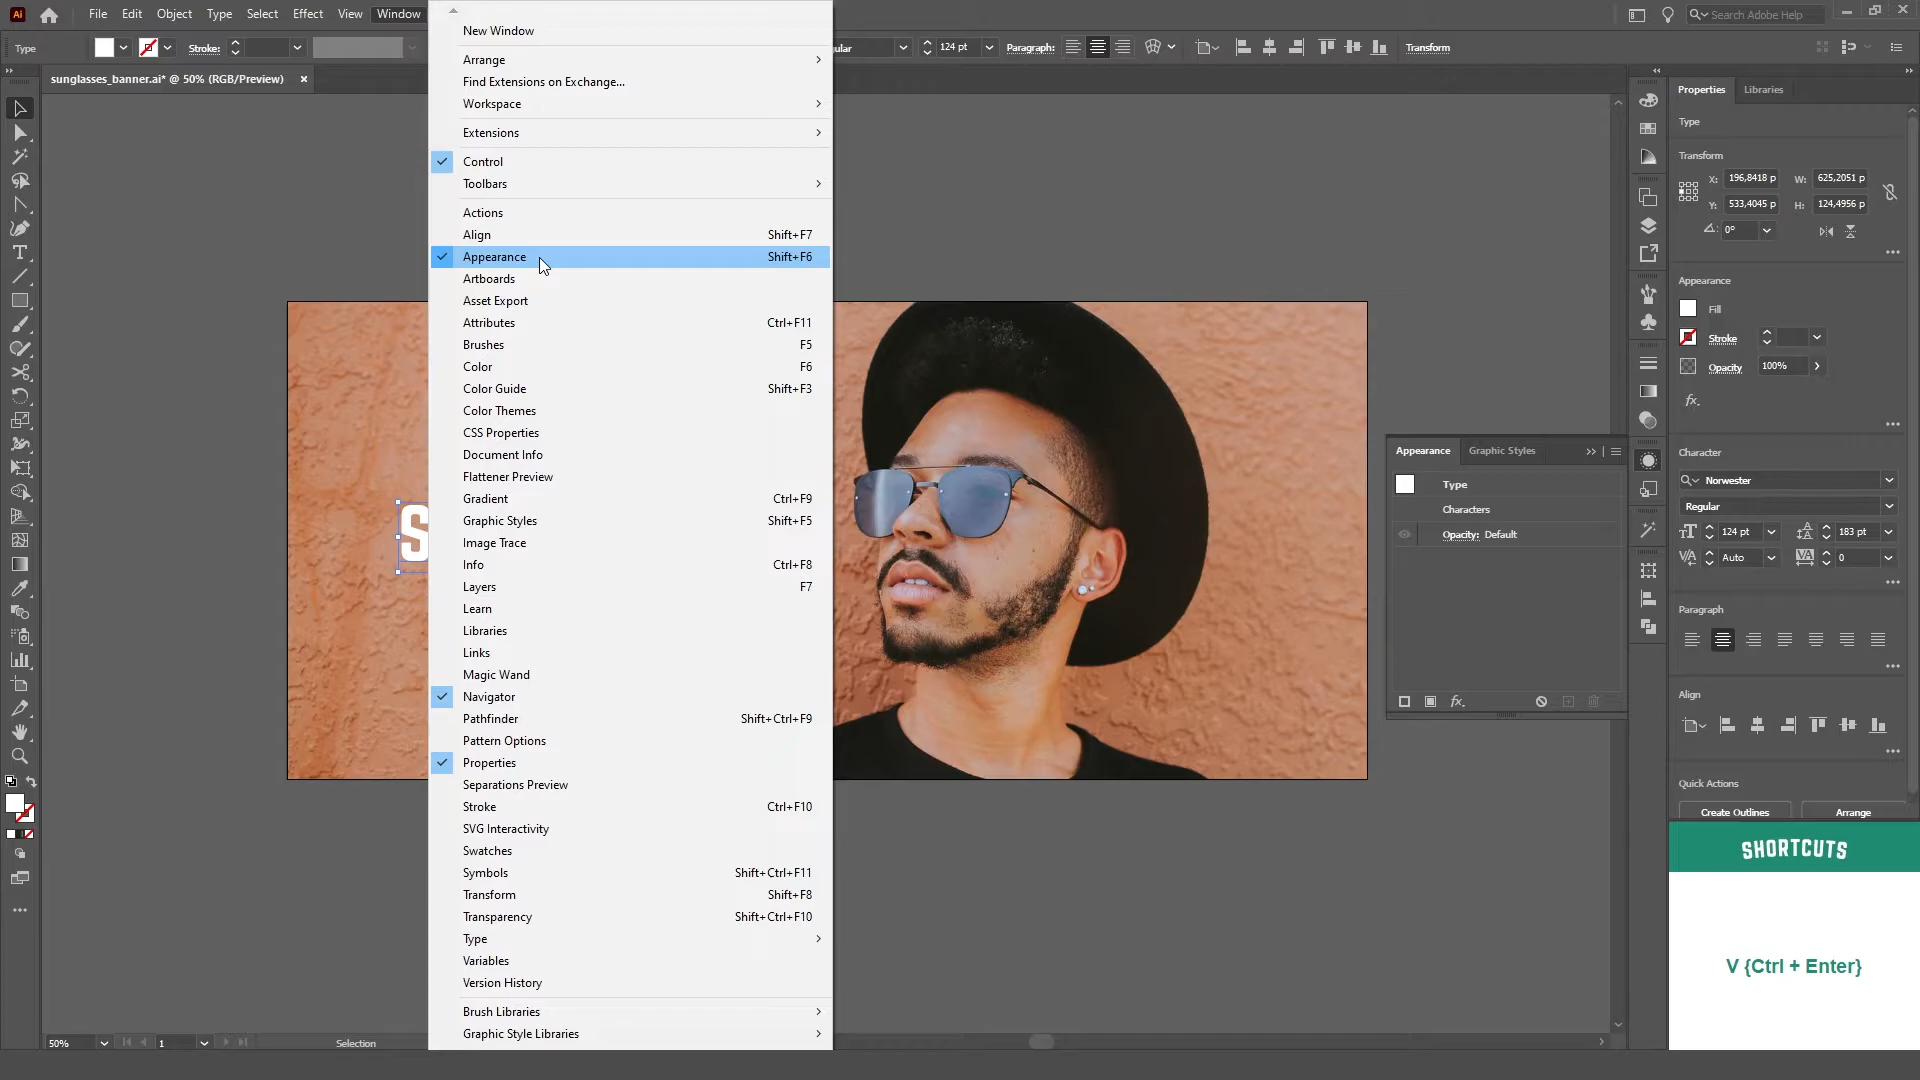 Ai File Edit Object Type Select Effect View Window Search Adobe Help
Type Stroke: ular 124 pt Paragraph: Transform
sunglasses_banner.ai* @ 50% (RGB/Preview) ×
New Window
Arrange
Find Extensions on Exchange...
Workspace
Extensions
Control
Toolbars
Actions
Align Shift+F7
Appearance Shift+F6
Artboards
Asset Export
Attributes Ctrl+F11
Brushes F5
Color F6
Color Guide Shift+F3
Color Themes
CSS Properties
Document Info
Flattener Preview
Gradient Ctrl+F9
Graphic Styles Shift+F5
Image Trace
Info Ctrl+F8
Layers F7
Learn
Libraries
Links
Magic Wand
Navigator
Pathfinder Shift+Ctrl+F9
Pattern Options
Properties
Separations Preview
Stroke Ctrl+F10
SVG Interactivity
Swatches
Symbols Shift+Ctrl+F11
Transform Shift+F8
Transparency Shift+Ctrl+F10
Type
Variables
Version History
Brush Libraries
Graphic Style Libraries
S
Appearance Graphic Styles
Type
Characters
Opacity: Default
fx.
Properties Libraries
Type
Transform
X: 196,8418 p W: 625,2051 p
Y: 533,4045 p H: 124,4956 p
0°
Appearance
Fill
Stroke
Opacity 100%
fx.
Character
Norwester
Regular
124 pt 183 pt
Auto 0
Paragraph
Align
Quick Actions
Create Outlines Arrange
SHORTCUTS
V {Ctrl + Enter}
50% 1 Selection